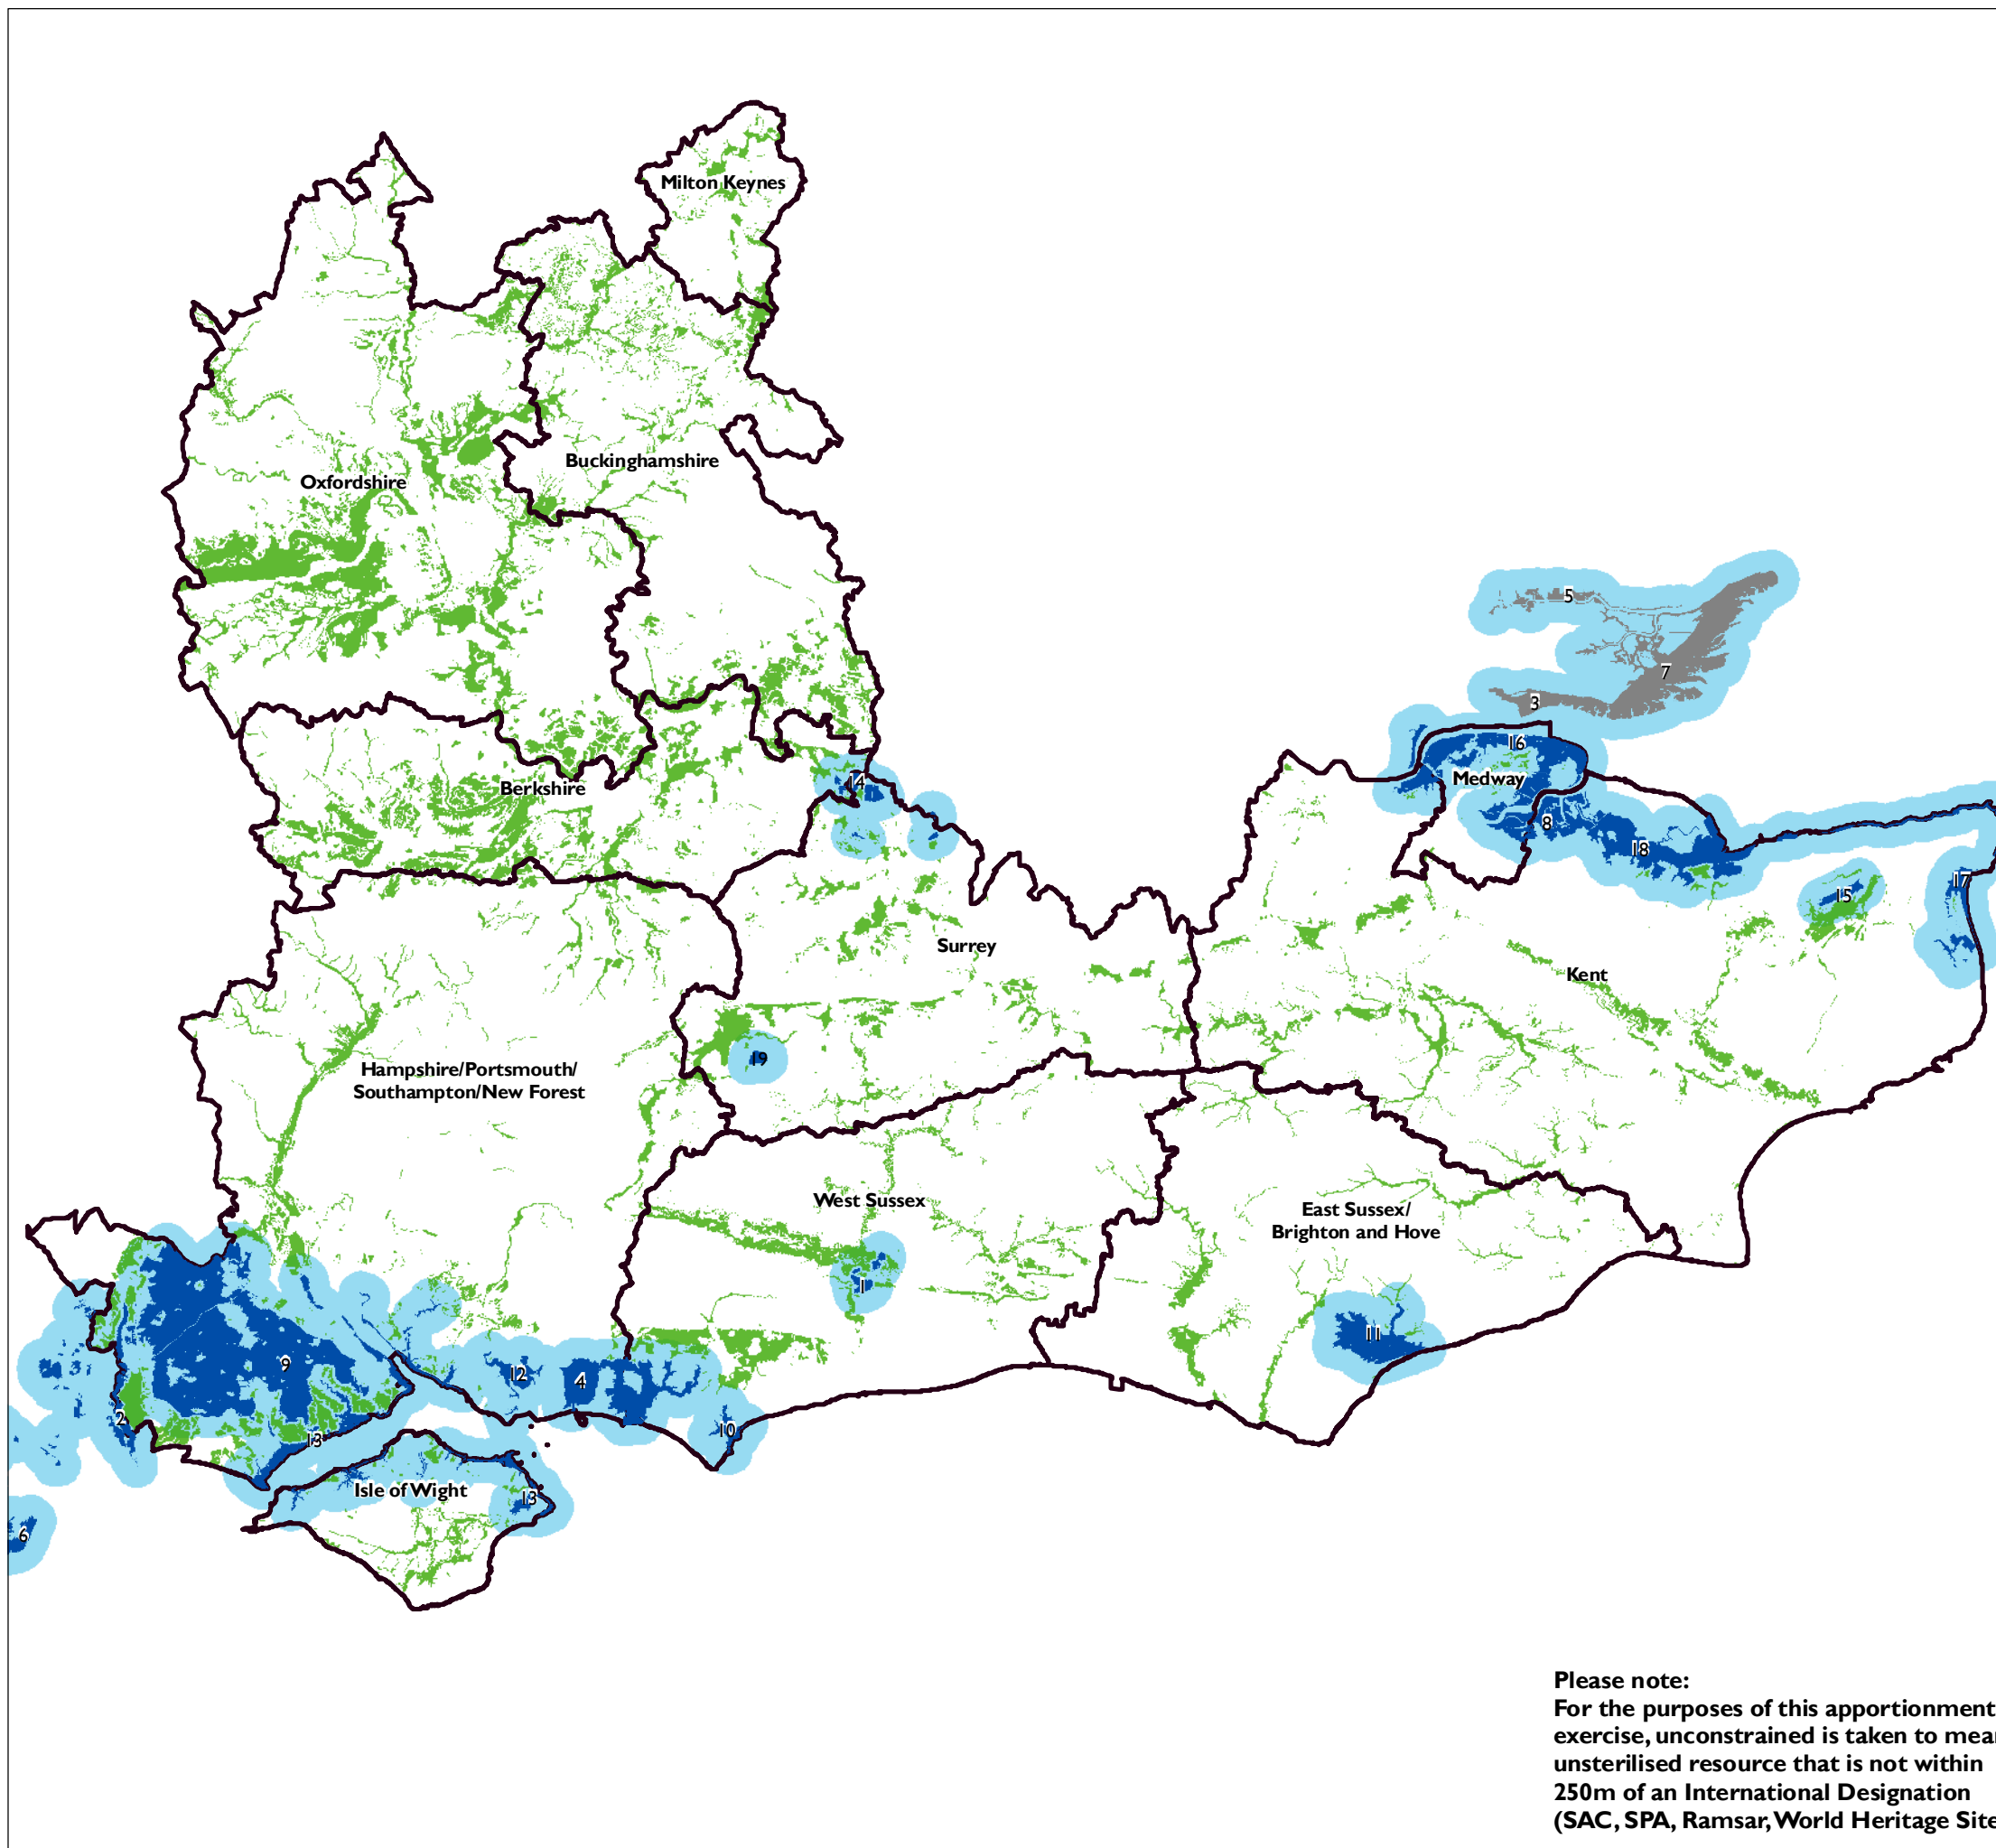 Milton Keynes
Buckinghamshire
Oxfordshire
5
7
3
16
Medway
14
Berkshire
8
18
17
15
Surrey
Kent
19
Hampshire/Portsmouth/
Southampton/New Forest
West Sussex
East Sussex/
Brighton and Hove
1
11
9
12
4
2
10
13
Isle of Wight
13
6
Please note:
For the purposes of this apportionment
exercise, unconstrained is taken to mea
unsterilised resource that is not within
250m of an International Designation
(SAC, SPA, Ramsar, World Heritage Site